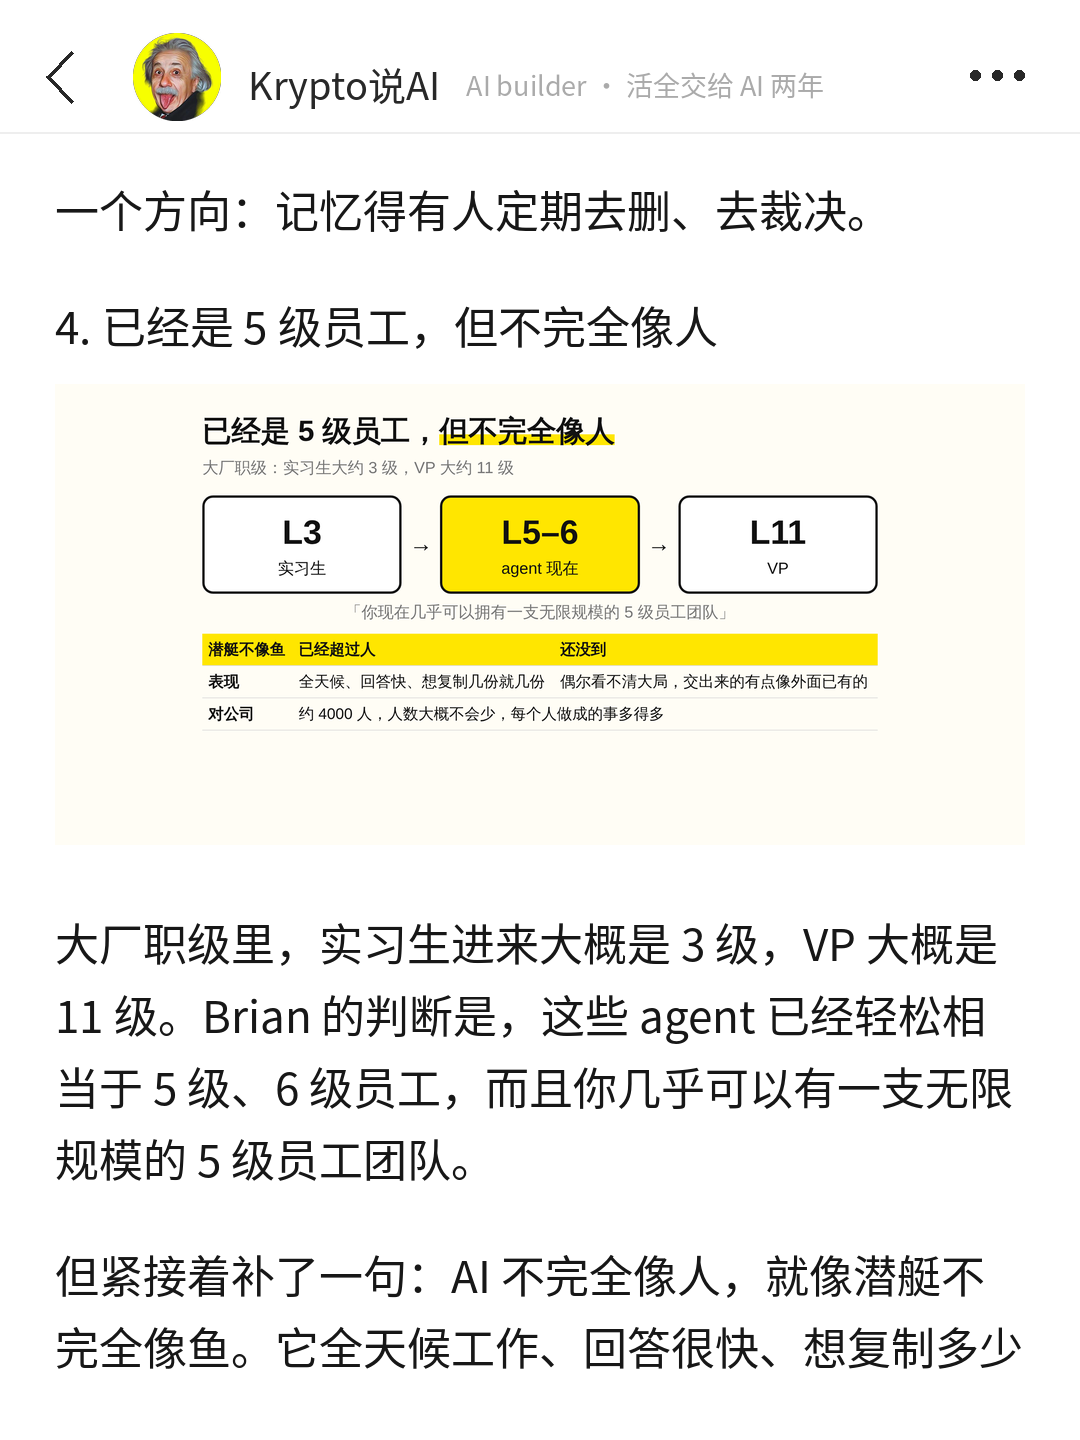 Krypto说AI AI builder · 活全交给 AI 两年
一个方向：记忆得有人定期去删、去裁决。
4. 已经是 5 级员工，但不完全像人
已经是 5 级员工，但不完全像人
大厂职级：实习生大约 3 级，VP 大约 11 级
L3 → L5–6 → L11
实习生 agent 现在 VP
「你现在几乎可以拥有一支无限规模的 5 级员工团队」
潜艇不像鱼 已经超过人 还没到
表现 全天候、回答快、想复制几份就几份 偶尔看不清大局，交出来的有点像外面已有的
对公司 约 4000 人，人数大概不会少，每个人做成的事多得多
大厂职级里，实习生进来大概是 3 级，VP 大概是
11 级。Brian 的判断是，这些 agent 已经轻松相
当于 5 级、6 级员工，而且你几乎可以有一支无限
规模的 5 级员工团队。
但紧接着补了一句：AI 不完全像人，就像潜艇不
完全像鱼。它全天候工作、回答很快、想复制多少